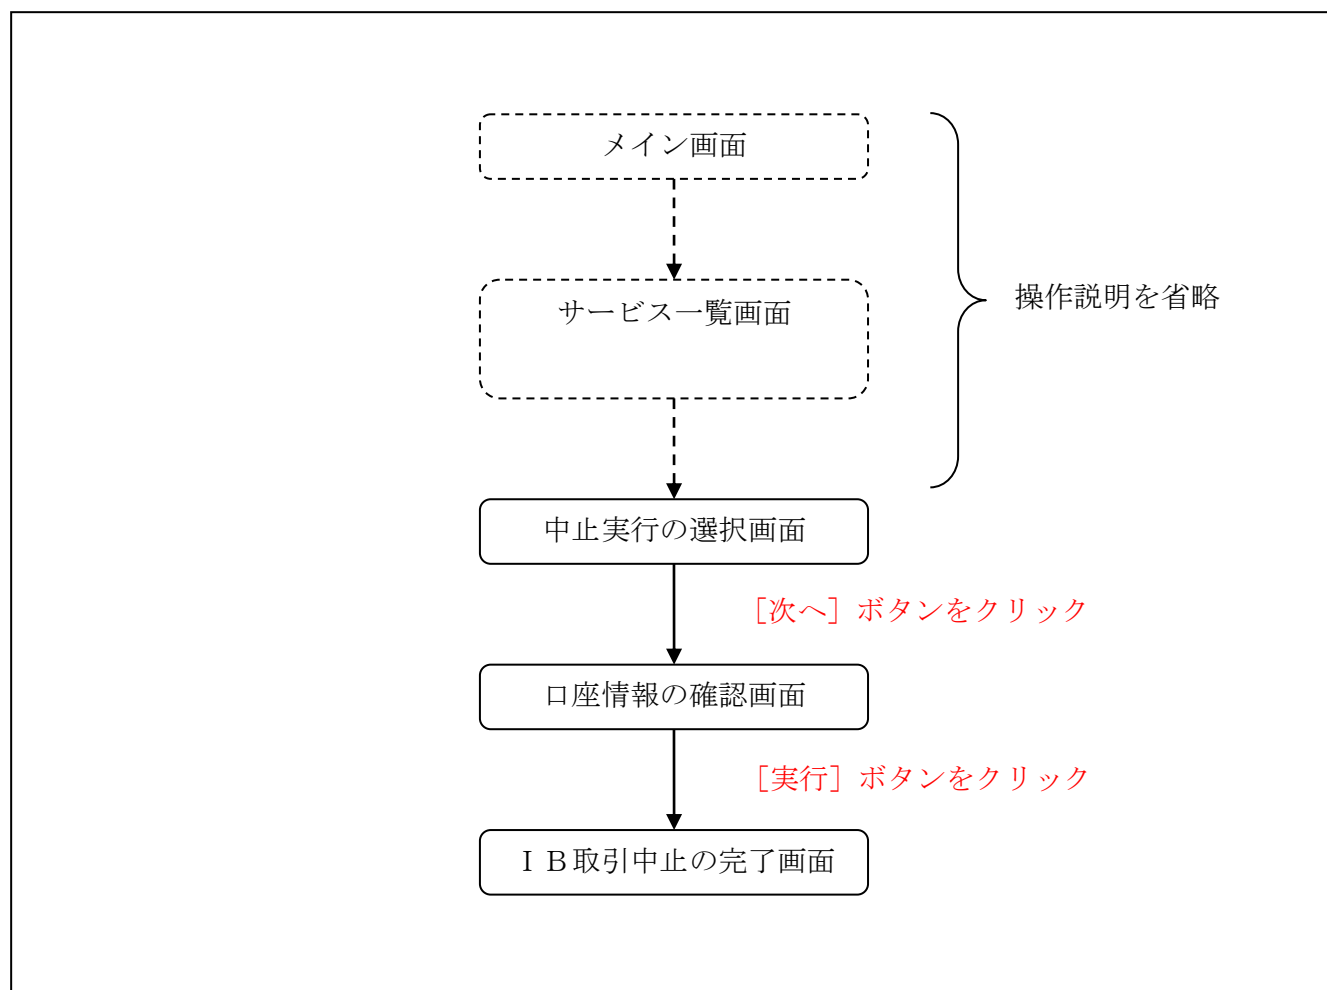 メイン画面
サービス一覧画面
操作説明を省略
中止実行の選択画面
［次へ］ボタンをクリック
口座情報の確認画面
［実行］ボタンをクリック
ＩＢ取引中止の完了画面